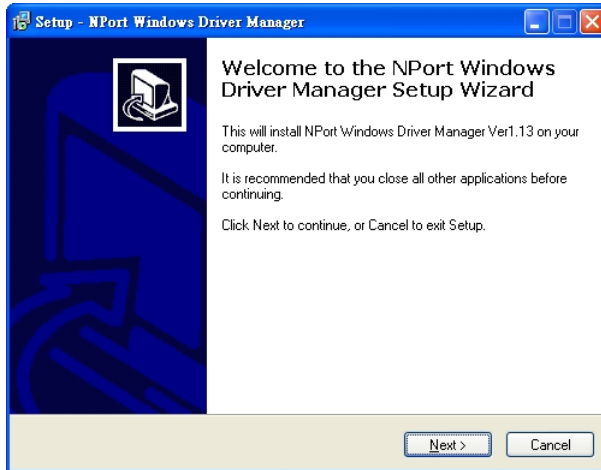 Setup - NPort Windows Driver Manager
Welcome to the NPort Windows
Driver Manager Setup Wizard
This will install NPort Windows Driver Manager Ver1.13 on your
computer.
It is recommended that you close all other applications before
continuing.
Click Next to continue, or Cancel to exit Setup.
Next >
Cancel